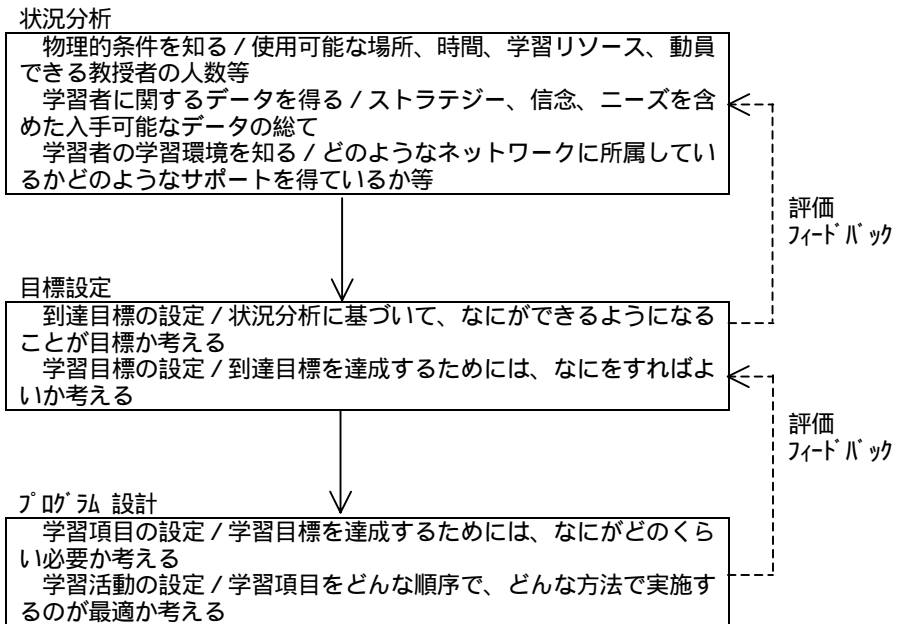 状況分析
物理的条件を知る / 使用可能な場所、時間、学習リソース、動員
できる教授者の人数等
学習者に関するデータを得る / ストラテジー、信念、ニーズを含
めた入手可能なデータの総て
学習者の学習環境を知る / どのようなネットワークに所属してい
るかどのようなサポートを得ているか等
評価
ﾌｨｰﾄﾞﾊﾞｯｸ
目標設定
到達目標の設定 / 状況分析に基づいて、なにができるようになる
ことが目標か考える
学習目標の設定 / 到達目標を達成するためには、なにをすればよ
いか考える
評価
ﾌｨｰﾄﾞﾊﾞｯｸ
ﾌﾟﾛｸﾞﾗﾑ 設計
学習項目の設定 / 学習目標を達成するためには、なにがどのくら
い必要か考える
学習活動の設定 / 学習項目をどんな順序で、どんな方法で実施す
るのが最適か考える